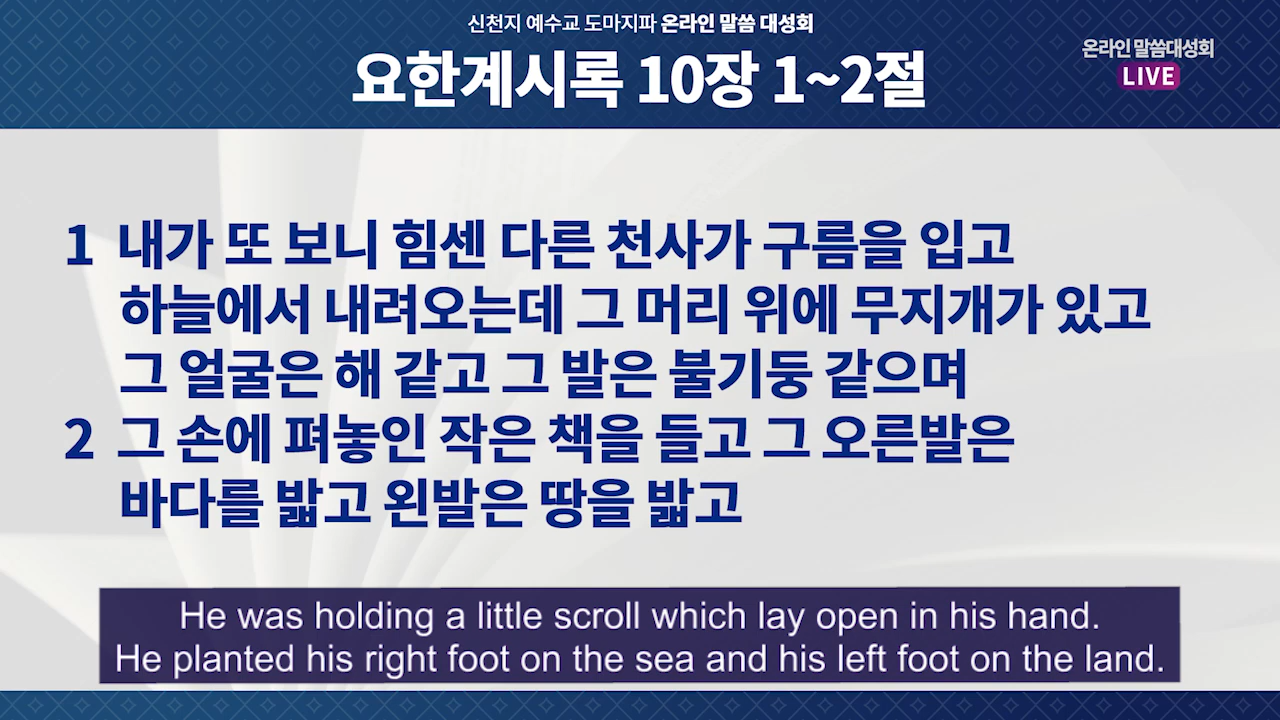 신천지 예수교 도마지파 온라인 말씀 대성회
요한계시록 10장 1~2절
온라인 말씀대성회
LIVE
1 내가 또 보니 힘센 다른 천사가 구름을 입고
하늘에서 내려오는데 그 머리 위에 무지개가 있고
그 얼굴은 해 같고 그 발은 불기둥 같으며
2 그 손에 펴놓인 작은 책을 들고 그 오른발은
바다를 밟고 왼발은 땅을 밟고
He was holding a little scroll which lay open in his hand.
He planted his right foot on the sea and his left foot on the land.